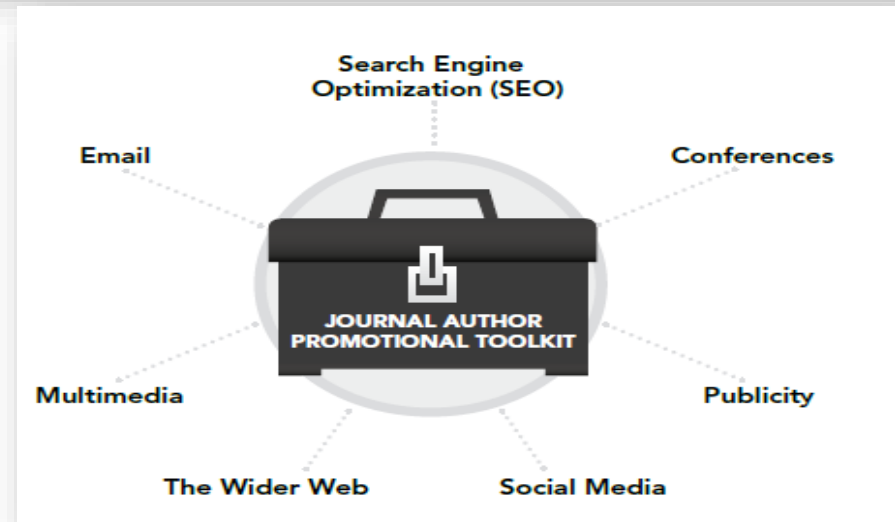 Search Engine
Optimization (SEO)
Email
Conferences
JOURNAL AUTHOR
PROMOTIONAL TOOLKIT
Multimedia
Publicity
The Wider Web
Social Media